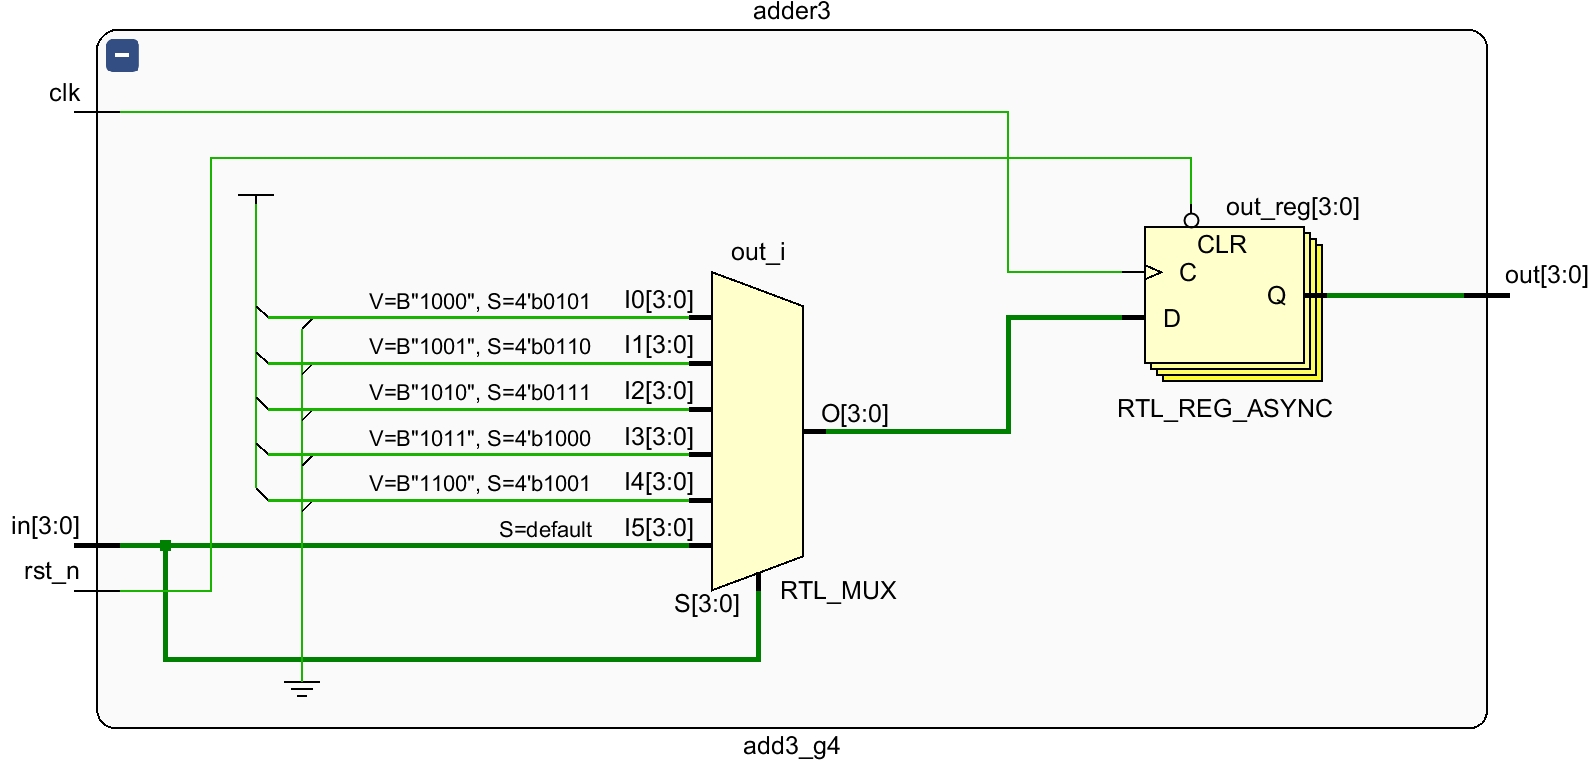 adder3
clk
out_reg[3:0]
CLR
C
out_i
out[3:0]
Q
V=B"1000", S=4'b0101 I0[3:0]
D
V=B"1001", S=4'b0110 I1[3:0]
V=B"1010", S=4'b0111 I2[3:0]
O[3:0]
RTL_REG_ASYNC
V=B"1011", S=4'b1000 I3[3:0]
V=B"1100", S=4'b1001 I4[3:0]
in[3:0]
S=default I5[3:0]
rst_n
S[3:0]
RTL_MUX
add3_g4